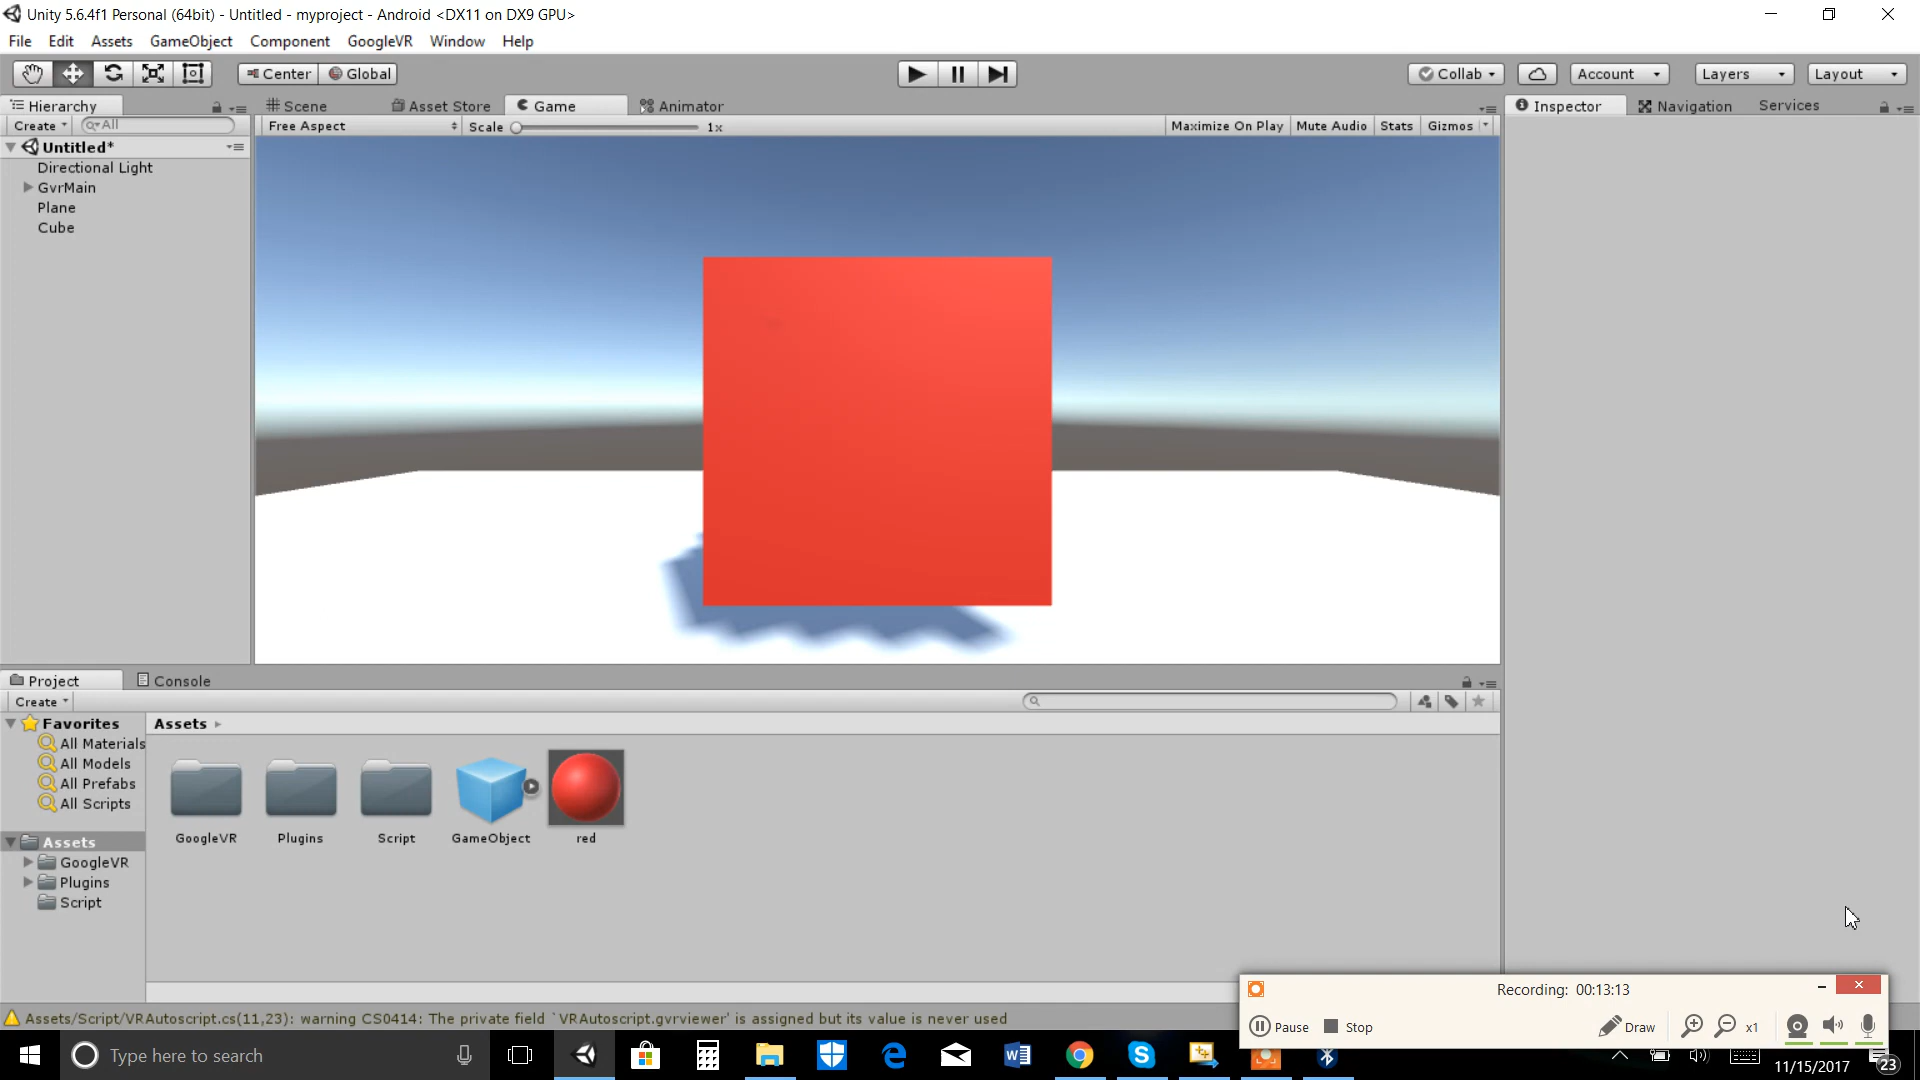 Unity 5.6.4f1 Personal (64bit) - Untitled - myproject - Android <DX11 on DX9 GPU>
File Edit Assets GameObject Component GoogleVR Window Help
Center Global Collab Account Layers Layout
Hierarchy Scene Asset Store Game Animator Inspector Navigation Services
Create All Free Aspect Scale 1x Maximize On Play Mute Audio Stats Gizmos
Untitled*
Directional Light
GvrMain
Plane
Cube
Project Console
Create
Favorites Assets
All Materials
All Models
All Prefabs
All Scripts
GoogleVR Plugins Script GameObject red
Assets
GoogleVR
Plugins
Script
Recording: 00:13:13
Assets/Script/VRAutoscript.cs(11,23): warning CS0414: The private field `VRAutoscript.gvrviewer' is assigned but its value is never used
Pause Stop Draw x1
Type here to search
11/15/2017
23